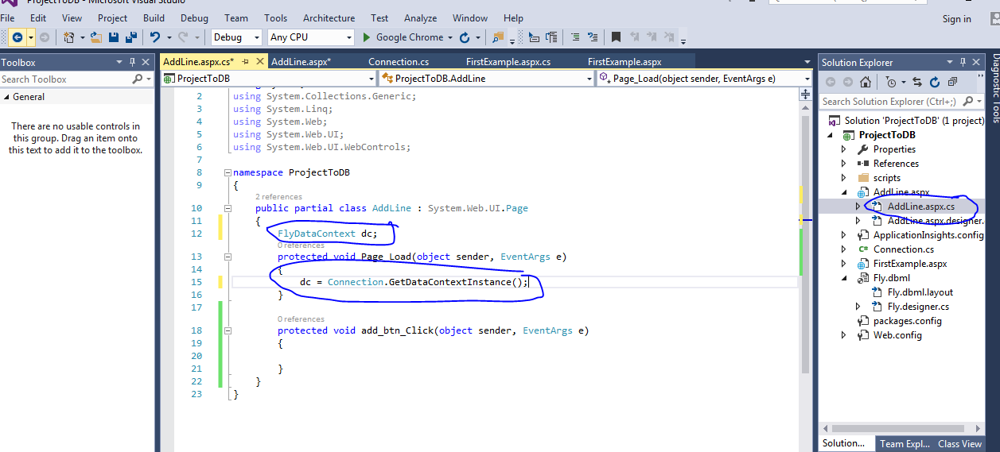 ProjectToDB - Microsoft Visual Studio
File Edit View Project Build Debug Team Tools Architecture Test Analyze Window Help
Sign in
Debug Any CPU Google Chrome
Toolbox
Search Toolbox
General
There are no usable controls in
this group. Drag an item onto
this text to add it to the toolbox.
AddLine.aspx.cs* AddLine.aspx* Connection.cs FirstExample.aspx.cs FirstExample.aspx
ProjectToDB ProjectToDB.AddLine Page_Load(object sender, EventArgs e)
2 using System.Collections.Generic;
3 using System.Linq;
4 using System.Web;
5 using System.Web.UI;
6 using System.Web.UI.WebControls;
7
8 namespace ProjectToDB
9 {
2 references
10 public partial class AddLine : System.Web.UI.Page
11 {
12 FlyDataContext dc;
0 references
13 protected void Page_Load(object sender, EventArgs e)
14 {
15 dc = Connection.GetDataContextInstance();
16 }
17
0 references
18 protected void add_btn_Click(object sender, EventArgs e)
19 {
20
21 }
22 }
23 }
Solution Explorer
Search Solution Explorer (Ctrl+;)
Solution 'ProjectToDB' (1 project)
ProjectToDB
Properties
References
scripts
AddLine.aspx
AddLine.aspx.cs
AddLine.aspx.designer.
ApplicationInsights.config
Connection.cs
FirstExample.aspx
Fly.dbml
Fly.dbml.layout
Fly.designer.cs
packages.config
Web.config
Solution... Team Expl... Class View
Diagnostic Tools